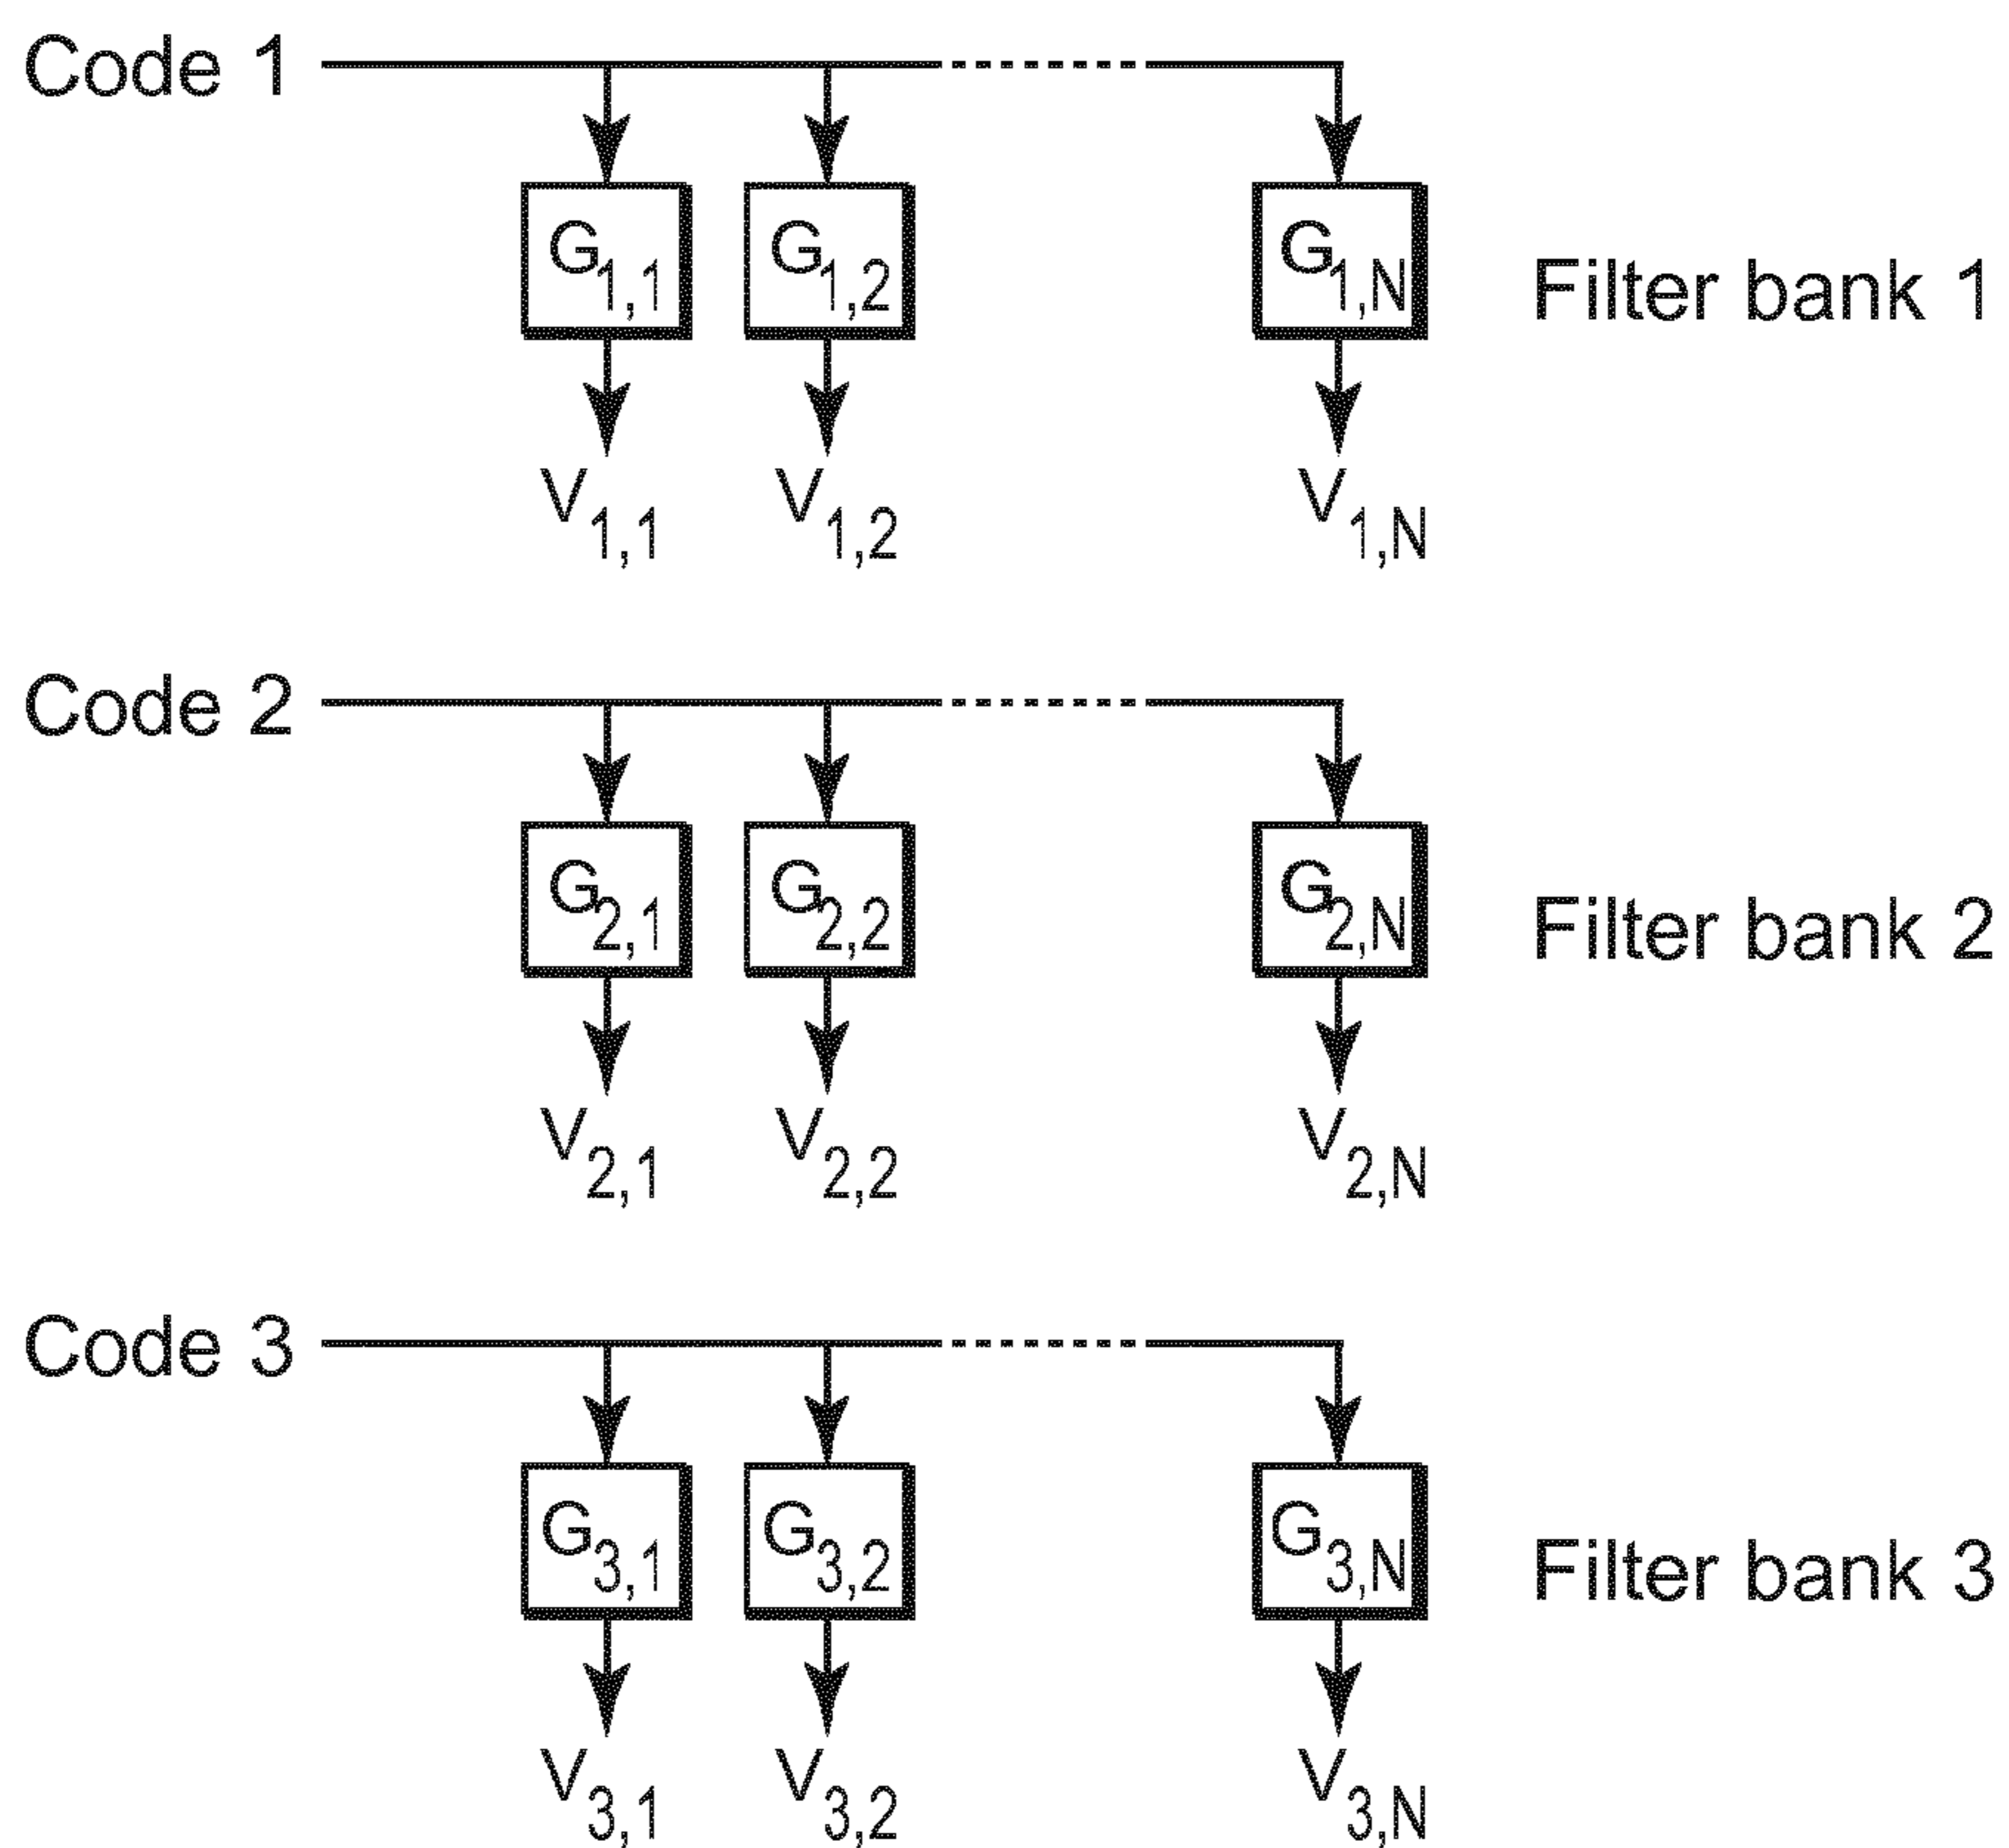 Code 1
G1,1 G1,2 G1,N
Filter bank 1
V1,1 V1,2 V1,N
Code 2
G2,1 G2,2 G2,N
Filter bank 2
V2,1 V2,2 V2,N
Code 3
G3,1 G3,2 G3,N
Filter bank 3
V3,1 V3,2 V3,N